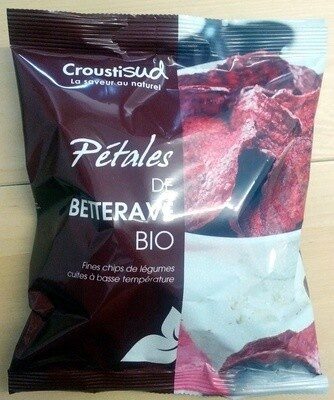 CroustiSud
La saveur au naturel
Pétales
DE
BETTERAVE
BIO
Fines chips de légumes
cuites à basse température